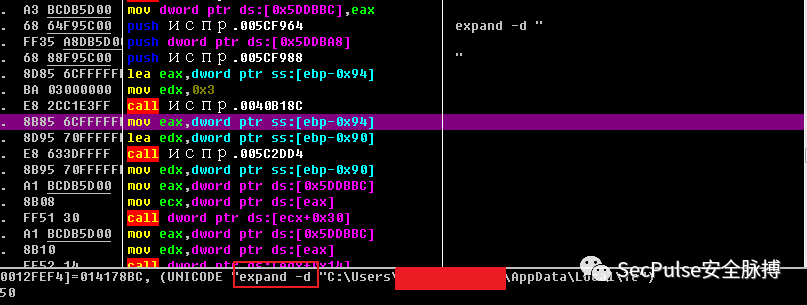 . A3 BCDB5D00 mov dword ptr ds:[0x5DDBBC],eax
. 68 64F95C00 push испр.005CF964 expand -d "
. FF35 A8DB5D0 push dword ptr ds:[0x5DDBA8]
. 68 88F95C00 push испр.005CF988 "
. 8D85 6CFFFFFF lea eax,dword ptr ss:[ebp-0x94]
. BA 03000000 mov edx,0x3
. E8 2CC1E3FF call испр.0040B18C
. 8B85 6CFFFFFF mov eax,dword ptr ss:[ebp-0x94]
. 8D95 70FFFFFF lea edx,dword ptr ss:[ebp-0x90]
. E8 633DFFFF call испр.005C2DD4
. 8B95 70FFFFFF mov edx,dword ptr ss:[ebp-0x90]
. A1 BCDB5D00 mov eax,dword ptr ds:[0x5DDBBC]
. 8B08 mov ecx,dword ptr ds:[eax]
. FF51 30 call dword ptr ds:[ecx+0x30]
. A1 BCDB5D00 mov eax,dword ptr ds:[0x5DDBBC]
. 8B10 mov edx,dword ptr ds:[eax]
. FF52 14 call dword ptr ds:[edx+0x14]
0012FEF4]=014178BC, (UNICODE "expand -d "C:\Users\ \AppData\Local\
50
SecPulse安全脉搏